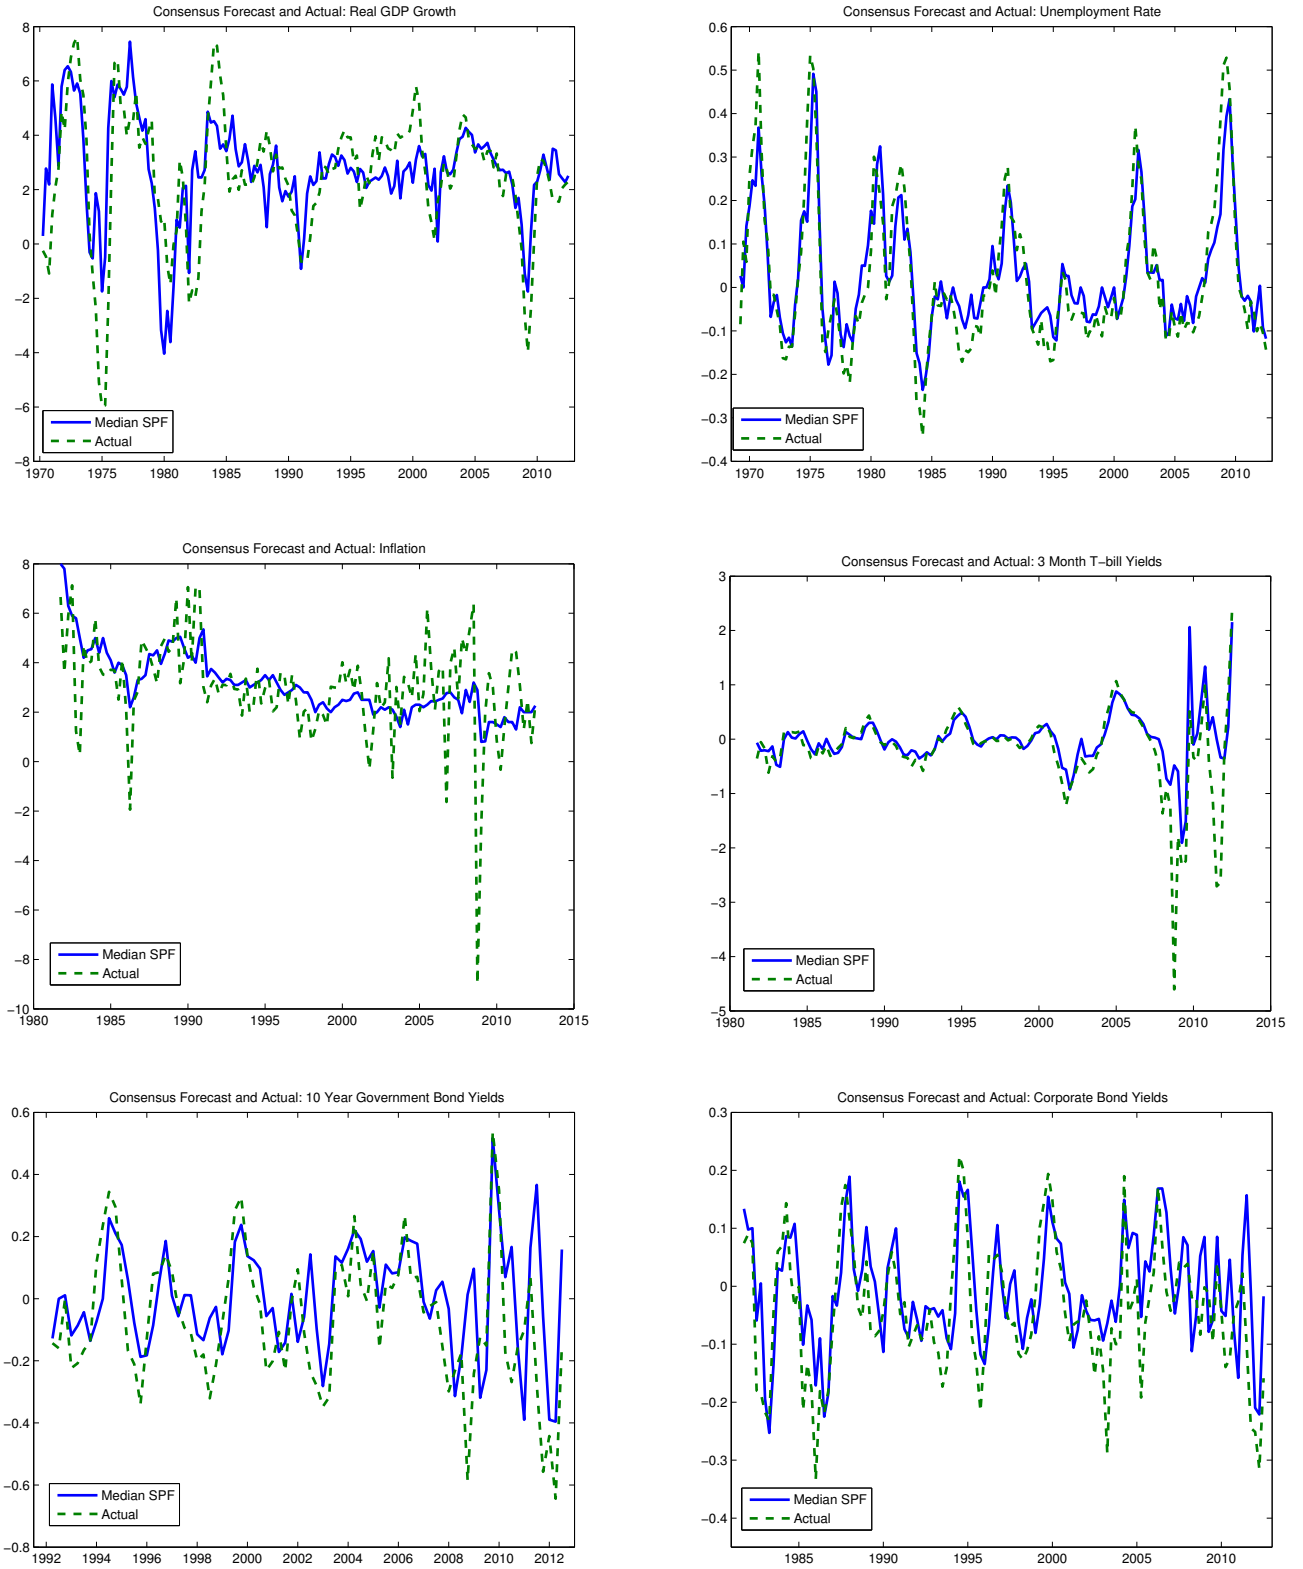 Consensus Forecast and Actual: Real GDP Growth
8
6
4
2
0
−2
−4
−6
−8
Median SPF
Actual
1970 1975 1980 1985 1990 1995 2000 2005 2010
Consensus Forecast and Actual: Unemployment Rate
0.6
0.5
0.4
0.3
0.2
0.1
0
−0.1
−0.2
−0.3
−0.4
Median SPF
Actual
1970 1975 1980 1985 1990 1995 2000 2005 2010
Consensus Forecast and Actual: Inflation
8
6
4
2
0
−2
−4
−6
−8
−10
Median SPF
Actual
1980 1985 1990 1995 2000 2005 2010 2015
Consensus Forecast and Actual: 3 Month T−bill Yields
3
2
1
0
−1
−2
−3
−4
−5
Median SPF
Actual
1980 1985 1990 1995 2000 2005 2010 2015
Consensus Forecast and Actual: 10 Year Government Bond Yields
0.6
0.4
0.2
0
−0.2
−0.4
−0.6
−0.8
Median SPF
Actual
1992 1994 1996 1998 2000 2002 2004 2006 2008 2010 2012
Consensus Forecast and Actual: Corporate Bond Yields
0.3
0.2
0.1
0
−0.1
−0.2
−0.3
−0.4
Median SPF
Actual
1985 1990 1995 2000 2005 2010